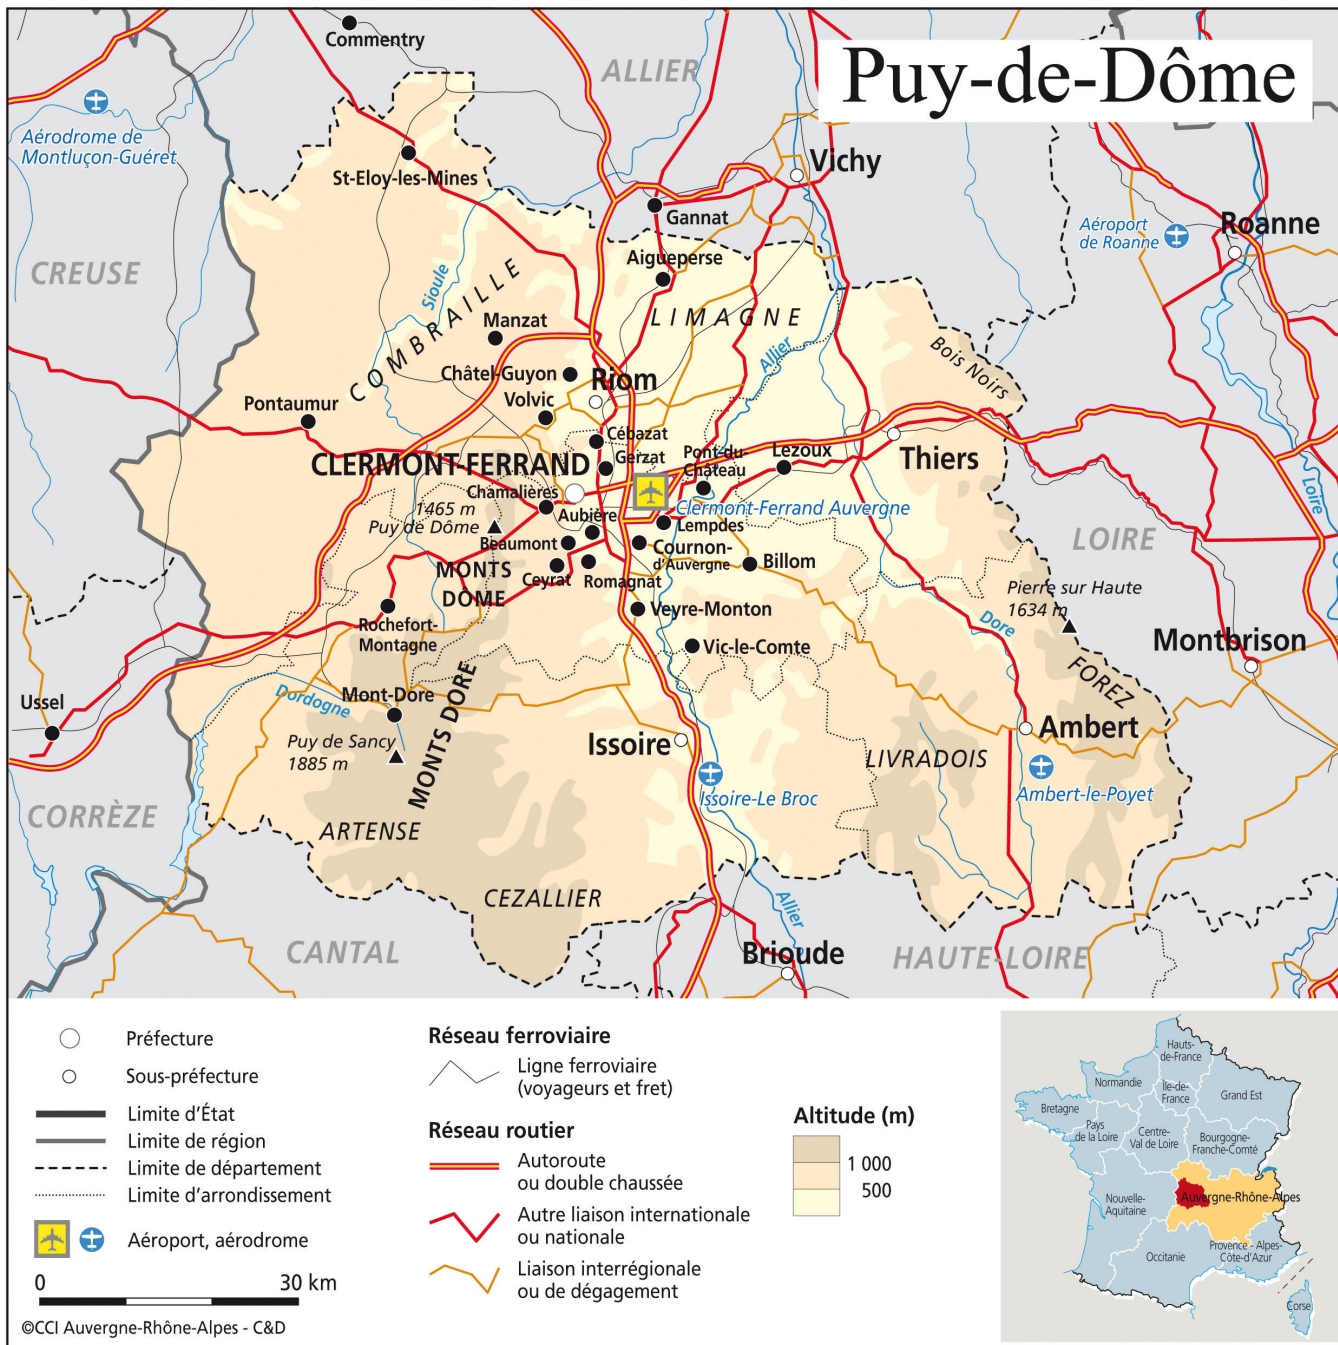 Puy-de-Dôme
Commentry
ALLIER
Aérodrome de
Montluçon-Guéret
Vichy
St-Eloy-les-Mines
Gannat
Aéroport
de Roanne
Roanne
CREUSE
Aigueperse
Sioule
COMBRAILLE
LIMAGNE
Manzat
Allier
Bois Noirs
Châtel-Guyon
Riom
Volvic
Pontaumur
Cébazat
CLERMONT-FERRAND
Gerzat
Pont-du-
Château
Lezoux
Thiers
Chamalières
1465 m
Puy de Dôme
Clermont-Ferrand Auvergne
Loire
Aubière
Lempdes
Beaumont
Cournon-
d'Auvergne
Billom
LOIRE
MONTS
DÔME
Ceyrat
Romagnat
Pierre sur Haute
1634 m
Veyre-Monton
Dore
Rochefort-
Montagne
Vic-le-Comte
Montbrison
FOREZ
Ussel
Dordogne
Mont-Dore
MONTS DORE
Puy de Sancy
1885 m
Issoire
Ambert
LIVRADOIS
Issoire-Le Broc
Ambert-le-Poyet
CORRÈZE
ARTENSE
CEZALLIER
Allier
CANTAL
Brioude
HAUTE-LOIRE
Préfecture
Sous-préfecture
Limite d'État
Limite de région
Limite de département
Limite d'arrondissement
Aéroport, aérodrome
0 30 km
©CCI Auvergne-Rhône-Alpes - C&D
Réseau ferroviaire
Ligne ferroviaire
(voyageurs et fret)
Réseau routier
Autoroute
ou double chaussée
Autre liaison internationale
ou nationale
Liaison interrégionale
ou de dégagement
Altitude (m)
1 000
500
Hauts-
de-France
Normandie
Île-de-
France
Grand Est
Bretagne
Pays
de la Loire
Centre-
Val de Loire
Bourgogne-
Franche-Comté
Nouvelle-
Aquitaine
Auvergne-Rhône-Alpes
Occitanie
Provence - Alpes-
Côte-d'Azur
Corse